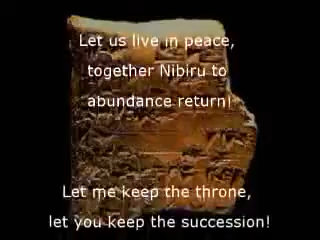 Let us live in peace,
together Nibiru to
abundance return!
Let me keep the throne,
let you keep the succession!